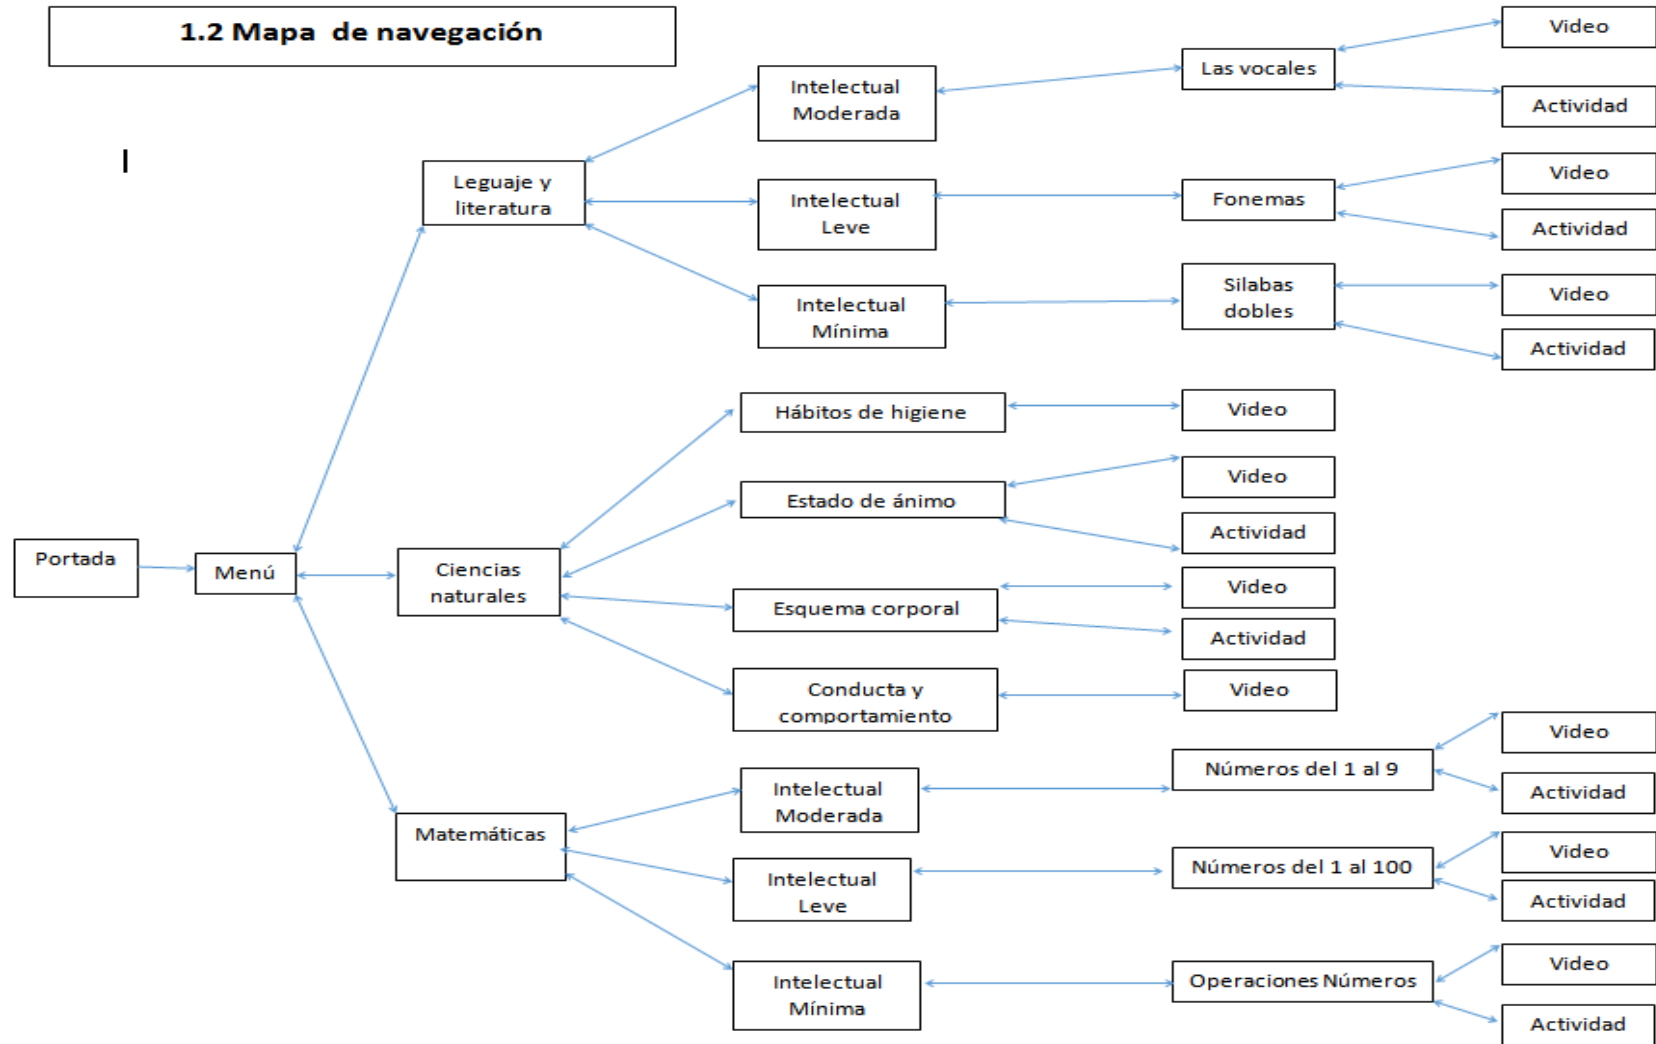 1.2 Mapa de navegación
Portada
Menú
Leguaje y
literatura
Intelectual
Moderada
Las vocales
Video
Actividad
Intelectual
Leve
Fonemas
Video
Actividad
Intelectual
Mínima
Silabas
dobles
Video
Actividad
Ciencias
naturales
Hábitos de higiene
Video
Estado de ánimo
Video
Actividad
Esquema corporal
Video
Actividad
Conducta y
comportamiento
Video
Matemáticas
Intelectual
Moderada
Números del 1 al 9
Video
Actividad
Intelectual
Leve
Números del 1 al 100
Video
Actividad
Intelectual
Mínima
Operaciones Números
Video
Actividad